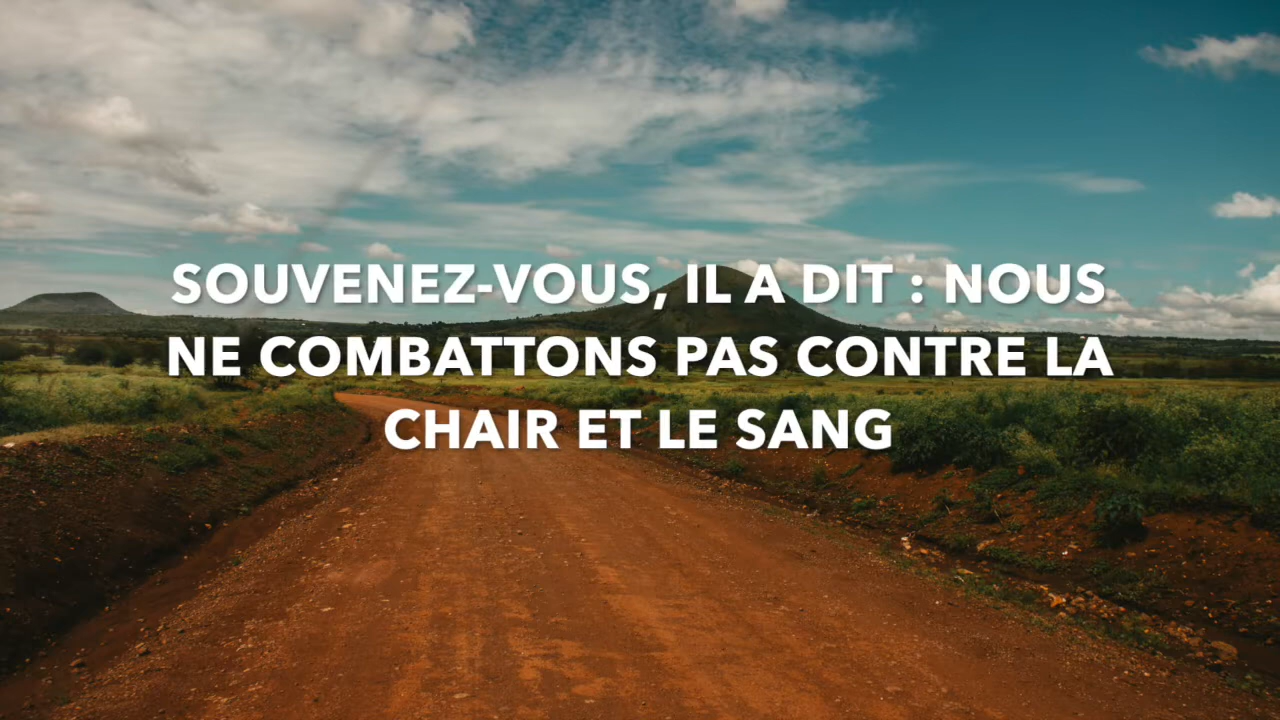 SOUVENEZ-VOUS, IL A DIT : NOUS
NE COMBATTONS PAS CONTRE LA
CHAIR ET LE SANG